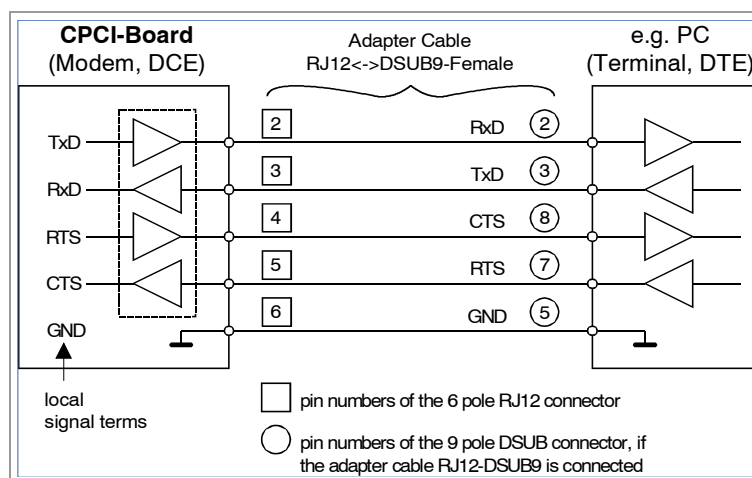 CPCI-Board
(Modem, DCE)
Adapter Cable
RJ12<->DSUB9-Female
e.g. PC
(Terminal, DTE)
TxD 2 RxD 2
RxD 3 TxD 3
RTS 4 CTS 8
CTS 5 RTS 7
GND 6 GND 5
local
signal terms
pin numbers of the 6 pole RJ12 connector
pin numbers of the 9 pole DSUB connector, if
the adapter cable RJ12-DSUB9 is connected